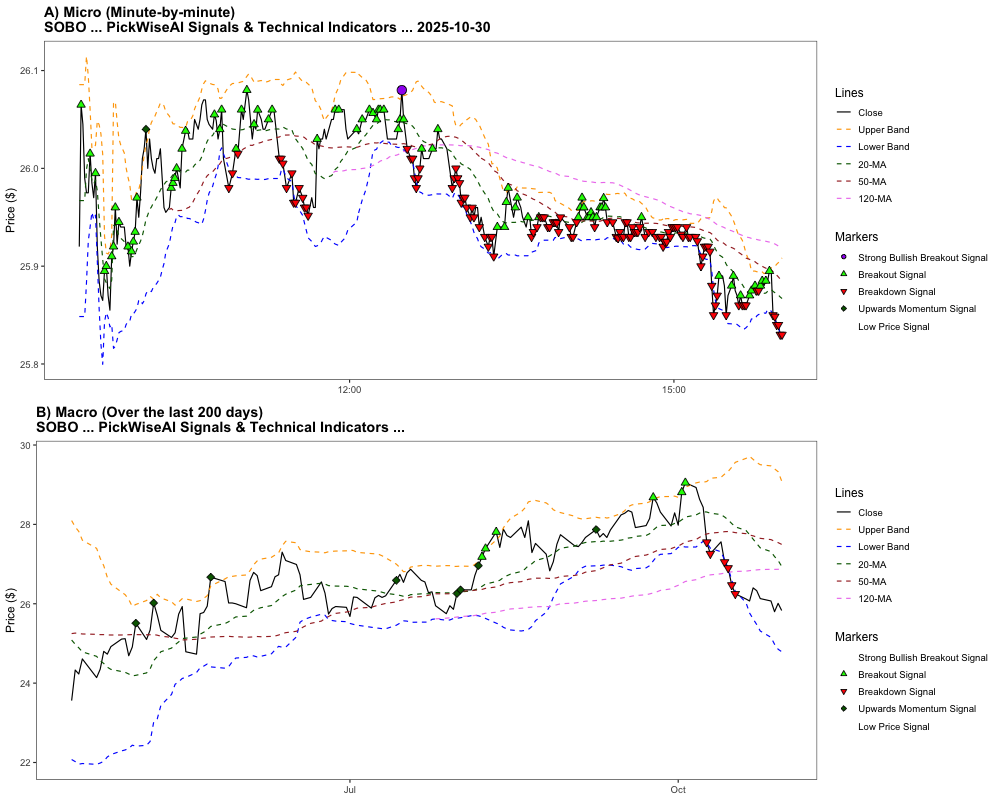 A) Micro (Minute-by-minute)
SOBO ... PickWiseAI Signals & Technical Indicators ... 2025-10-30
Price ($)
26.1
26.0
25.9
25.8
12:00
15:00
Lines
Close
Upper Band
Lower Band
20-MA
50-MA
120-MA
Markers
Strong Bullish Breakout Signal
Breakout Signal
Breakdown Signal
Upwards Momentum Signal
Low Price Signal
B) Macro (Over the last 200 days)
SOBO ... PickWiseAI Signals & Technical Indicators ...
Price ($)
30
28
26
24
22
Jul
Oct
Lines
Close
Upper Band
Lower Band
20-MA
50-MA
120-MA
Markers
Strong Bullish Breakout Signal
Breakout Signal
Breakdown Signal
Upwards Momentum Signal
Low Price Signal